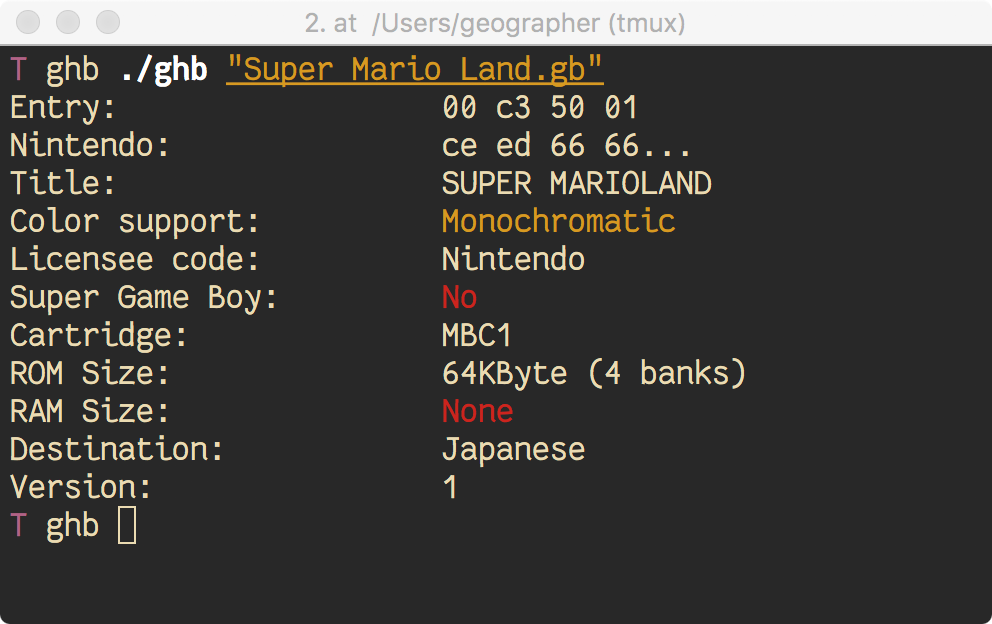 2. at /Users/geographer (tmux)
T ghb ./ghb "Super Mario Land.gb"
Entry: 00 c3 50 01
Nintendo: ce ed 66 66...
Title: SUPER MARIOLAND
Color support: Monochromatic
Licensee code: Nintendo
Super Game Boy: No
Cartridge: MBC1
ROM Size: 64KByte (4 banks)
RAM Size: None
Destination: Japanese
Version: 1
T ghb